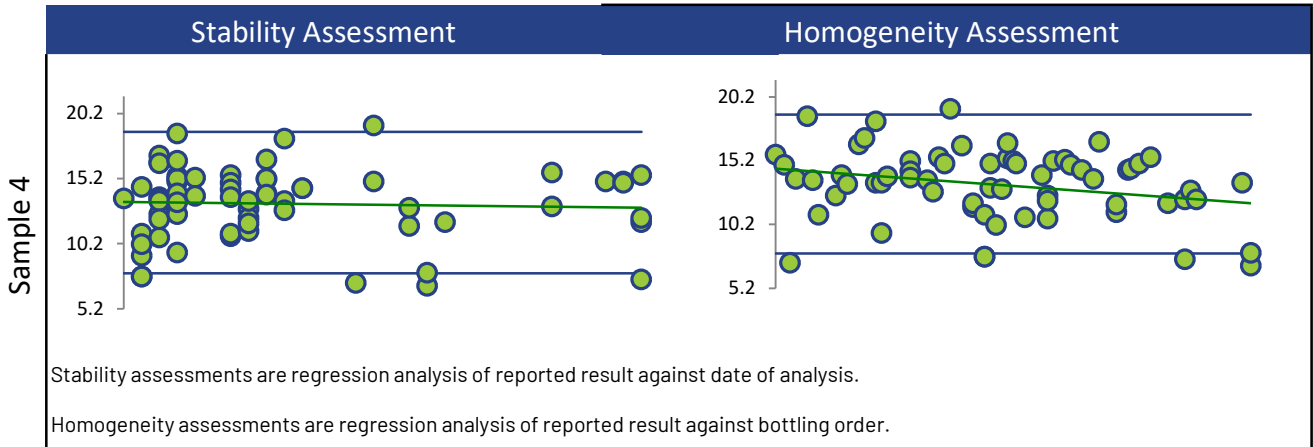 Stability Assessment
Homogeneity Assessment
Sample 4
20.2
15.2
10.2
5.2
20.2
15.2
10.2
5.2
Stability assessments are regression analysis of reported result against date of analysis.
Homogeneity assessments are regression analysis of reported result against bottling order.